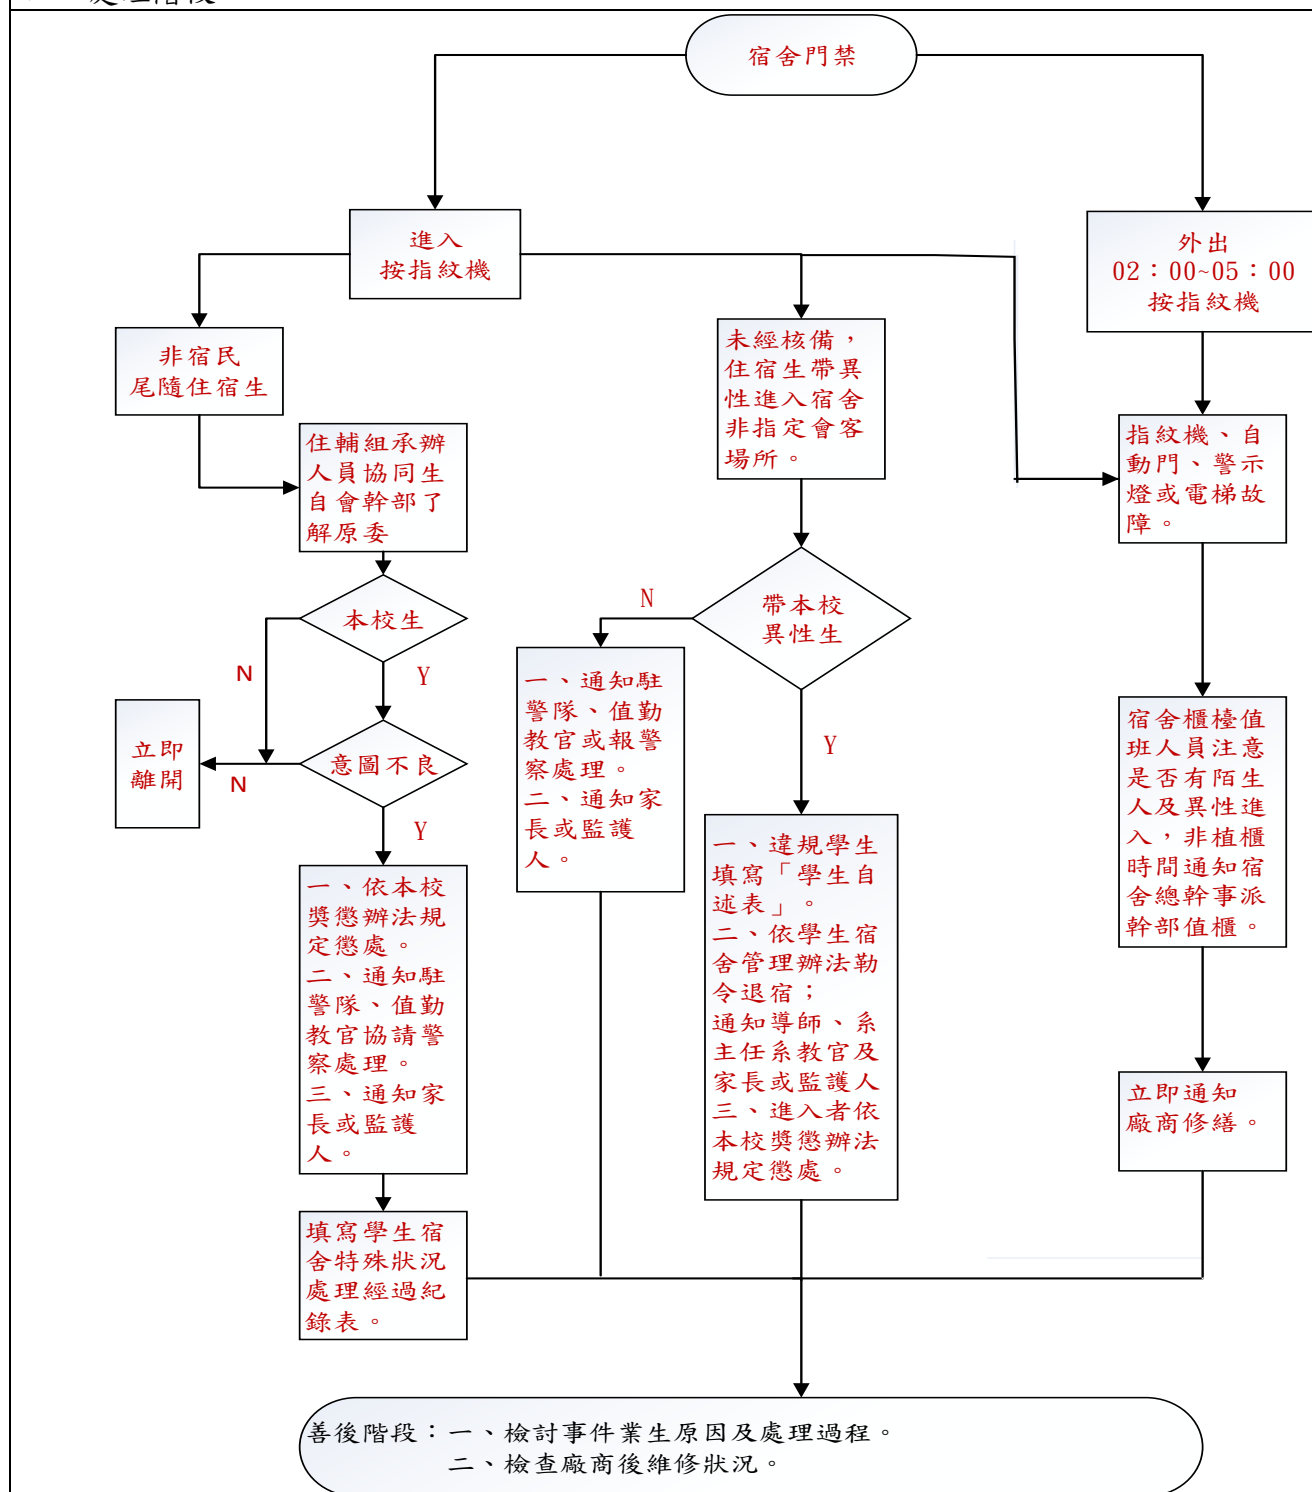 處理階段
宿舍門禁
進入
按指紋機
外出
02：00~05：00
按指紋機
非宿民
尾隨住宿生
未經核備，
住宿生帶異
性進入宿舍
非指定會客
場所。
住輔組承辦
人員協同生
自會幹部了
解原委
指紋機、自
動門、警示
燈或電梯故
障。
本校生
N
Y
帶本校
異性生
N
Y
立即
離開
意圖不良
N
Y
一、通知駐
警隊、值勤
教官或報警
察處理。
二、通知家
長或監護
人。
宿舍櫃檯值
班人員注意
是否有陌生
人及異性進
入，非植櫃
時間通知宿
舍總幹事派
幹部值櫃。
一、依本校
獎懲辦法規
定懲處。
二、通知駐
警隊、值勤
教官協請警
察處理。
三、通知家
長或監護
人。
一、違規學生
填寫「學生自
述表」。
二、依學生宿
舍管理辦法勒
令退宿；
通知導師、系
主任系教官及
家長或監護人
三、進入者依
本校獎懲辦法
規定懲處。
立即通知
廠商修繕。
填寫學生宿
舍特殊狀況
處理經過紀
錄表。
善後階段：一、檢討事件業生原因及處理過程。
二、檢查廠商後維修狀況。